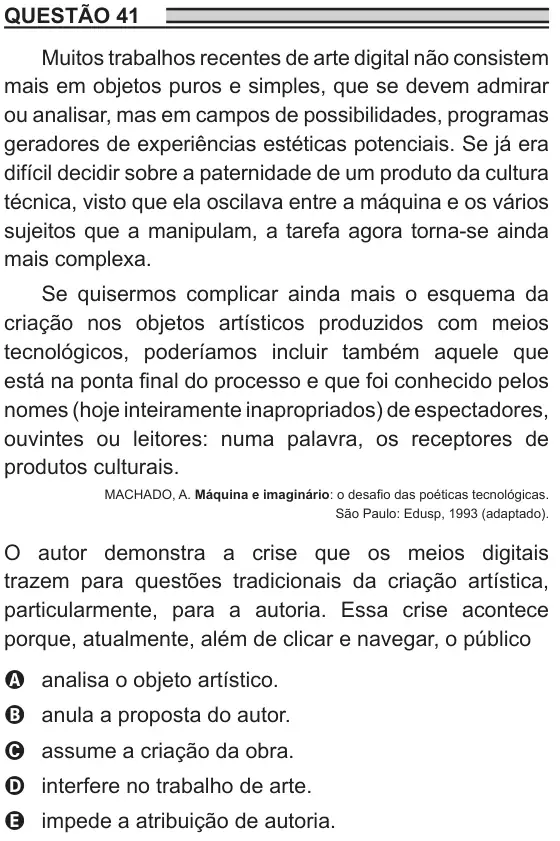 QUESTÃO 41
Muitos trabalhos recentes de arte digital não consistem
mais em objetos puros e simples, que se devem admirar
ou analisar, mas em campos de possibilidades, programas
geradores de experiências estéticas potenciais. Se já era
difícil decidir sobre a paternidade de um produto da cultura
técnica, visto que ela oscilava entre a máquina e os vários
sujeitos que a manipulam, a tarefa agora torna-se ainda
mais complexa.
Se quisermos complicar ainda mais o esquema da
criação nos objetos artísticos produzidos com meios
tecnológicos, poderíamos incluir também aquele que
está na ponta final do processo e que foi conhecido pelos
nomes (hoje inteiramente inapropriados) de espectadores,
ouvintes ou leitores: numa palavra, os receptores de
produtos culturais.
MACHADO, A. Máquina e imaginário: o desafio das poéticas tecnológicas.
São Paulo: Edusp, 1993 (adaptado).
O autor demonstra a crise que os meios digitais
trazem para questões tradicionais da criação artística,
particularmente, para a autoria. Essa crise acontece
porque, atualmente, além de clicar e navegar, o público
A analisa o objeto artístico.
B anula a proposta do autor.
C assume a criação da obra.
D interfere no trabalho de arte.
E impede a atribuição de autoria.